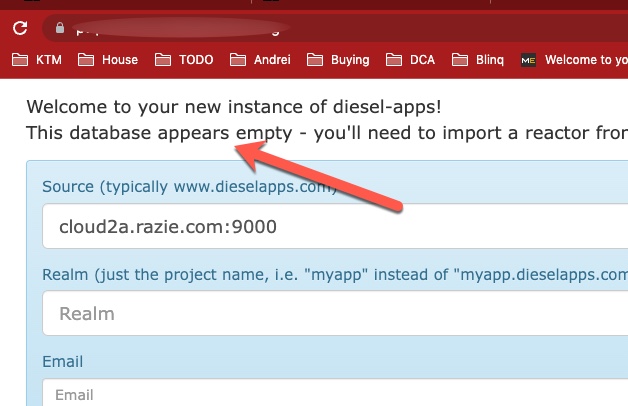 KTM House TODO Andrei Buying DCA Blinq ME Welcome to yo
Welcome to your new instance of diesel-apps!
This database appears empty - you'll need to import a reactor fror
Source (typically www.dieselapps.com)
cloud2a.razie.com:9000
Realm (just the project name, i.e. "myapp" instead of "myapp.dieselapps.com
Realm
Email
Email